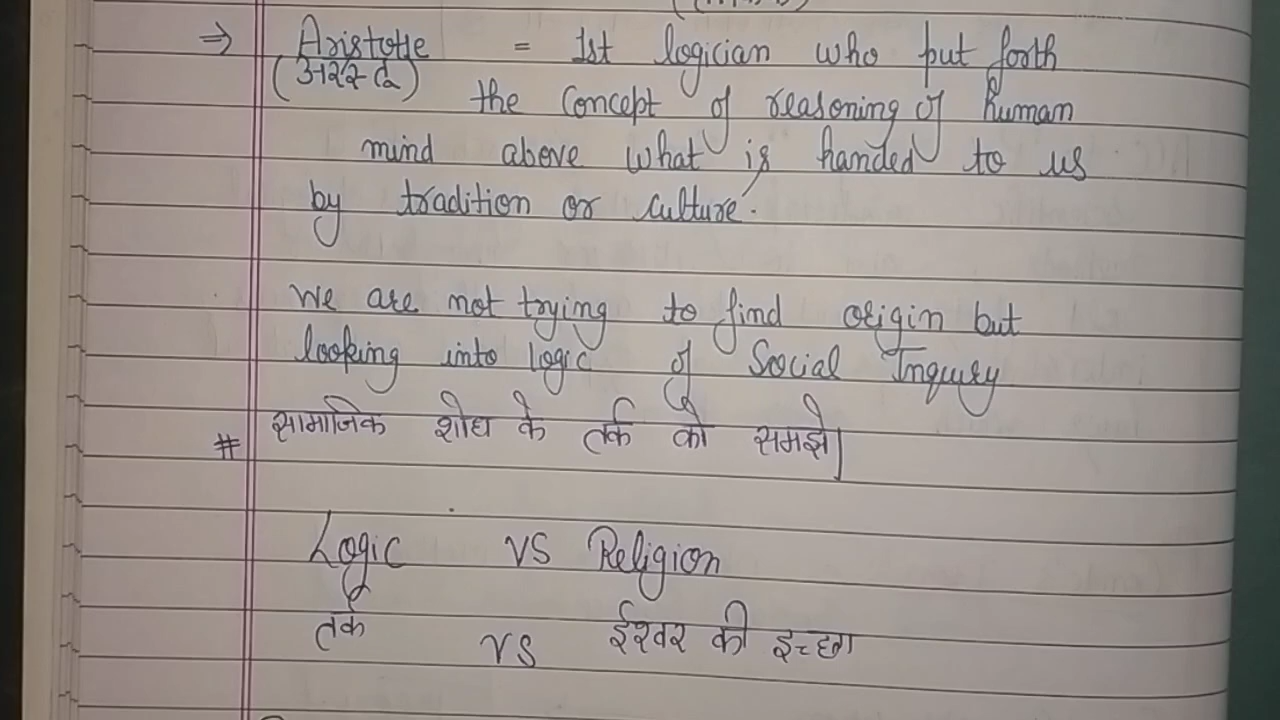 ⇒ Aristotle = 1st logician who put forth
(अरस्तु) the concept of reasoning of human
mind above what is handed to us
by tradition or culture.
We are not trying to find origin but
looking into logic of Social Inquiry
# सामाजिक शोध के तर्क को समझे।
Logic VS Religion
तर्क VS ईश्वर की इच्छा